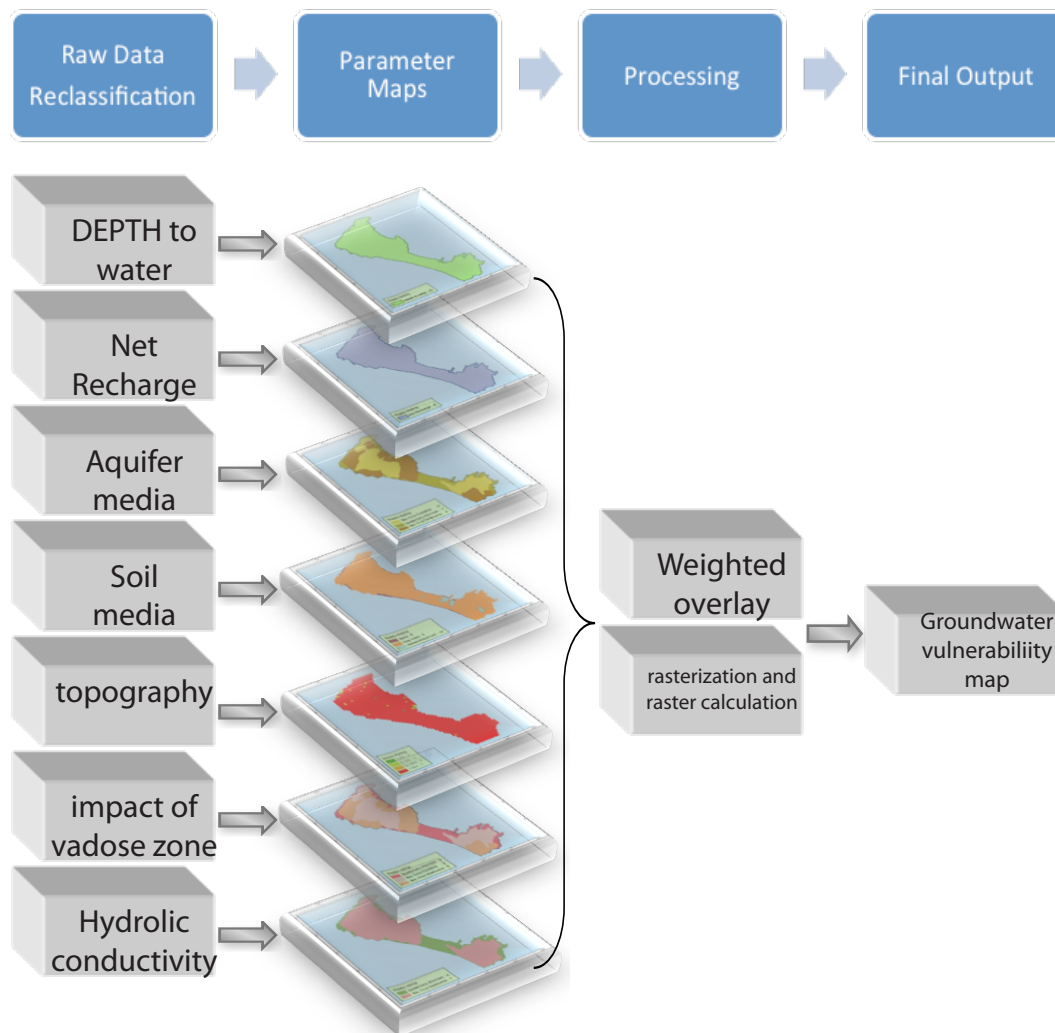 Raw Data
Reclassification
Parameter
Maps
Processing
Final Output
DEPTH to
water
Net
Recharge
Aquifer
media
Soil
media
topography
impact of
vadose zone
Hydrolic
conductivity
Weighted
overlay
rasterization and
raster calculation
Groundwater
vulnerabiliity
map